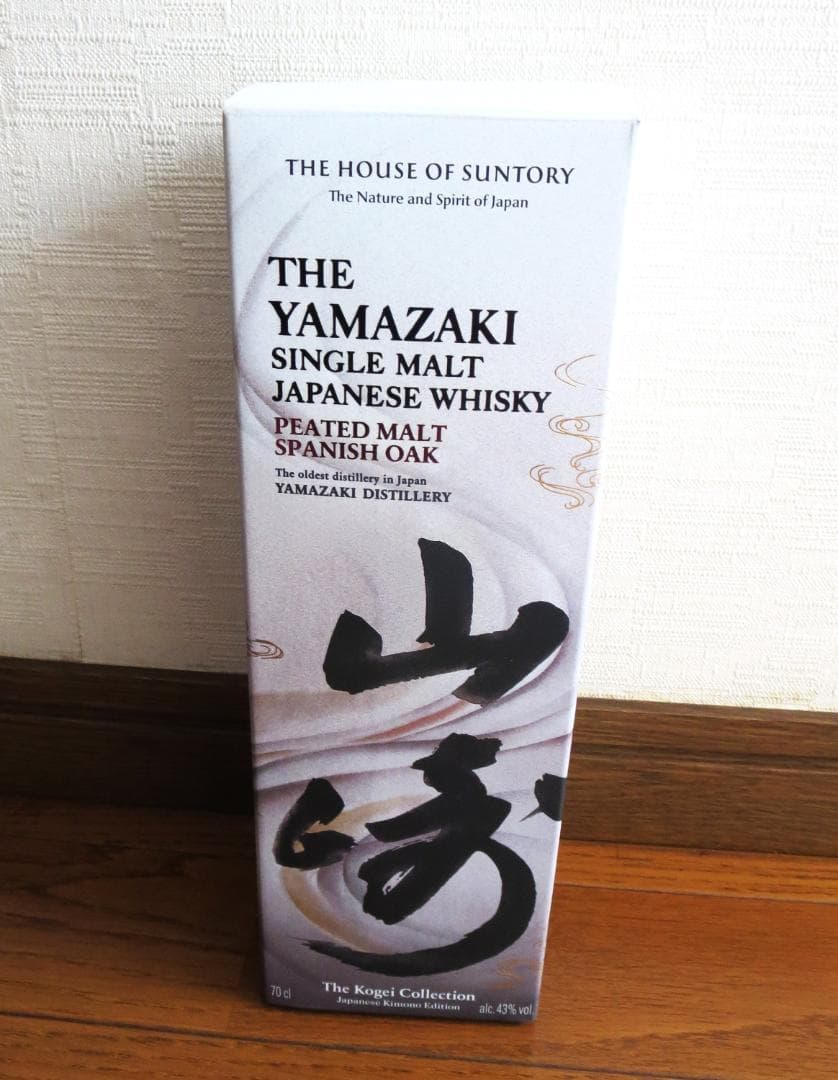 THE HOUSE OF SUNTORY
The Nature and Spirit of Japan
THE
YAMAZAKI
SINGLE MALT
JAPANESE WHISKY
PEATED MALT
SPANISH OAK
The oldest distillery in Japan
YAMAZAKI DISTILLERY
山
崎
70 cl
The Kogei Collection
Japanese Kimono Edition
alc. 43% vol.